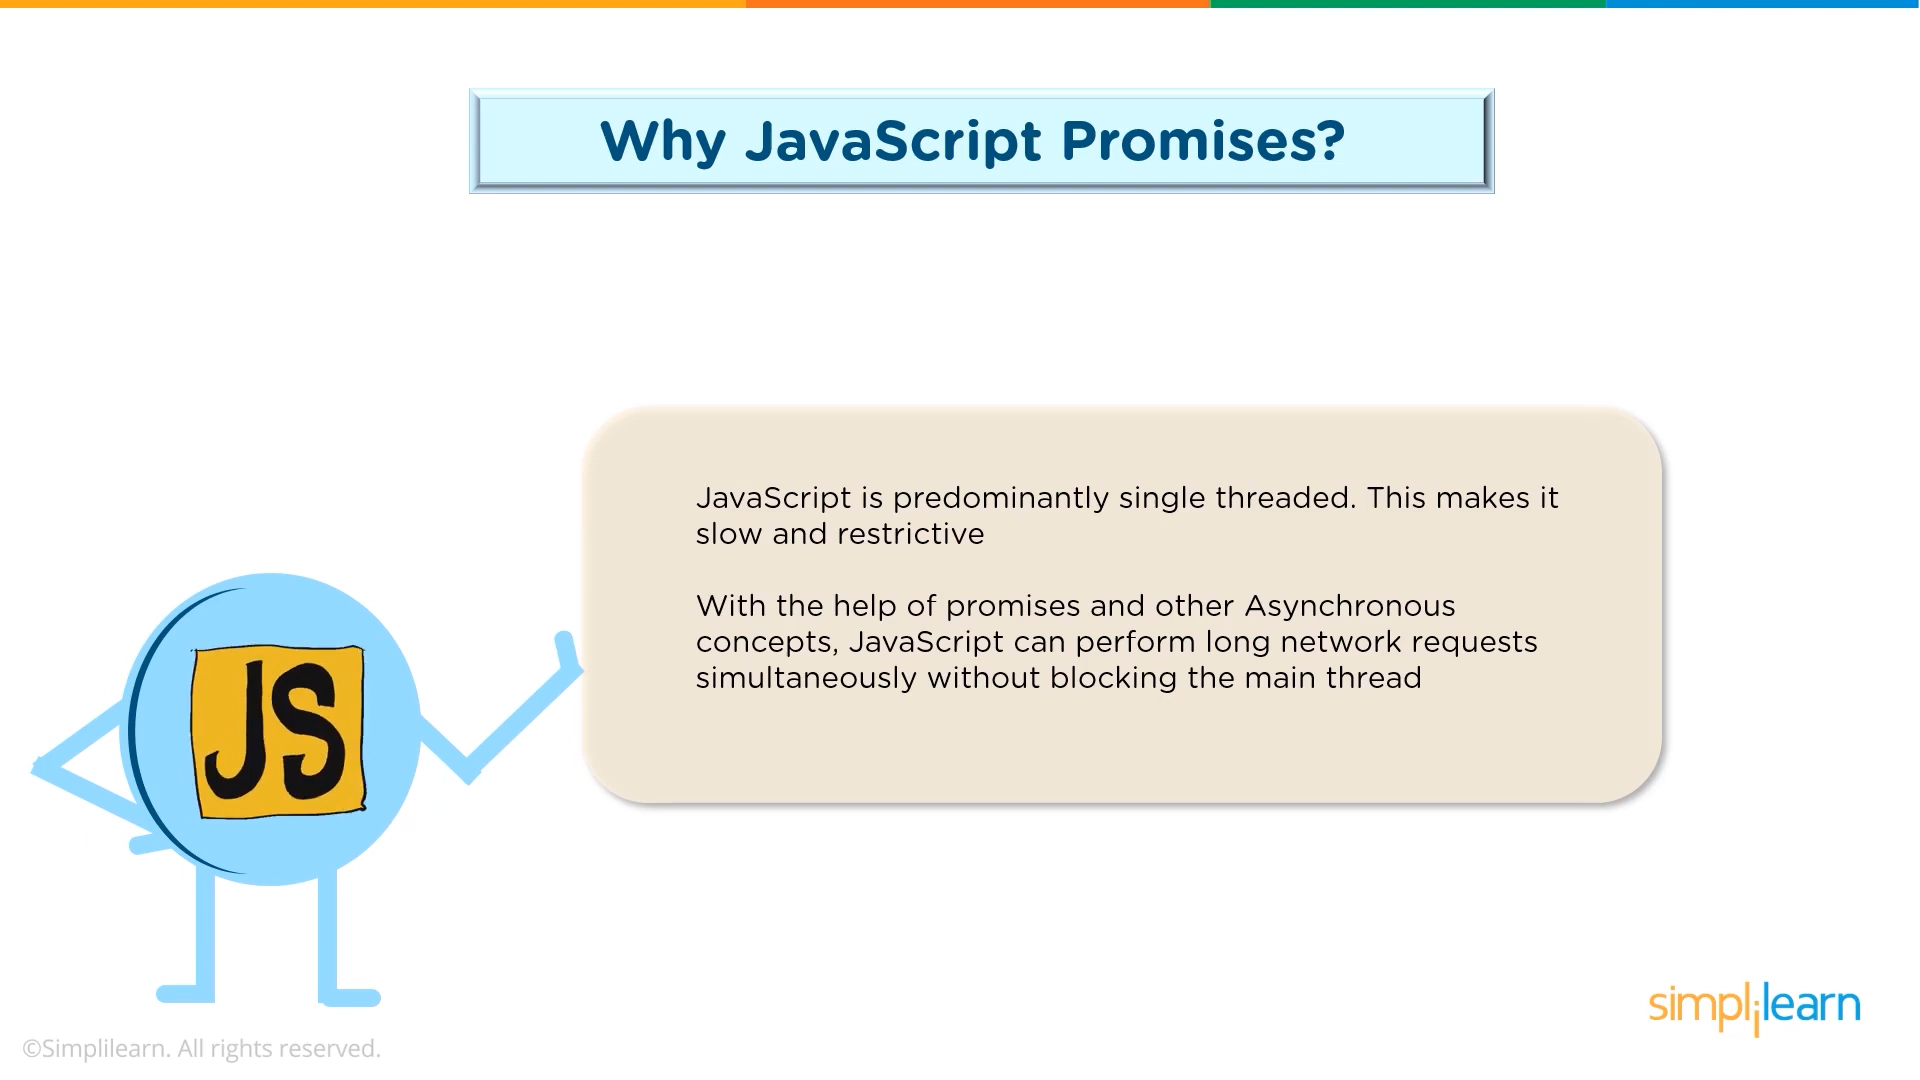 Why JavaScript Promises?
JavaScript is predominantly single threaded. This makes it
slow and restrictive
With the help of promises and other Asynchronous
concepts, JavaScript can perform long network requests
simultaneously without blocking the main thread
JS
simplilearn
©Simplilearn. All rights reserved.